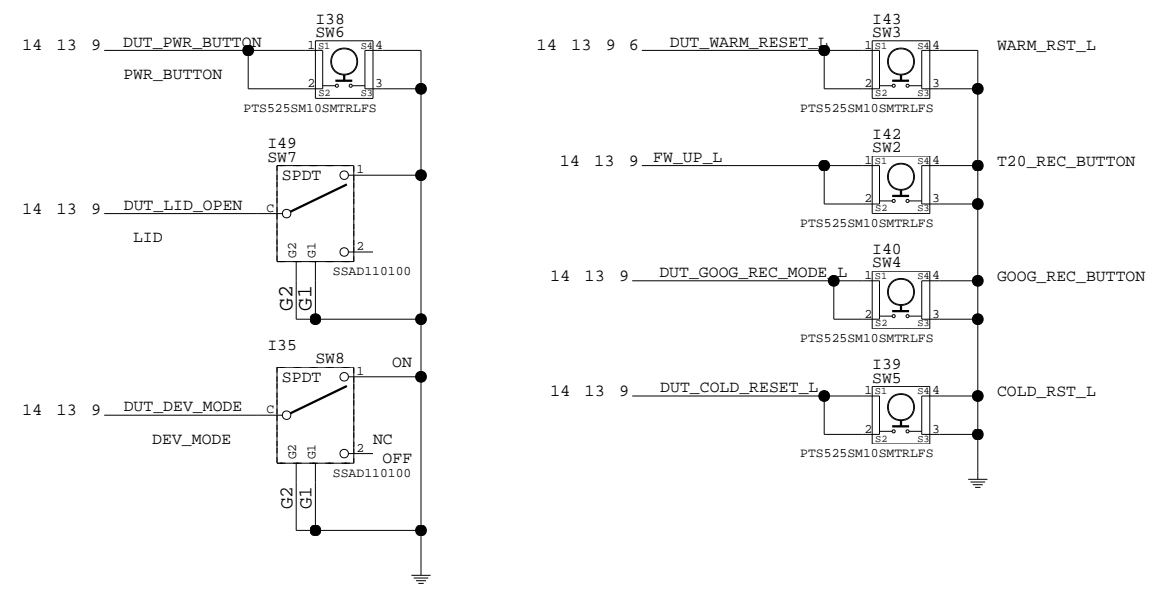 I38
SW6
14 13 9 DUT_PWR_BUTTON 1 S1 S4 4
PWR_BUTTON
2 S2 S3 3
PTS525SM10SMTRLFS
I49
SW7
SPDT 1
14 13 9 DUT_LID_OPEN C
LID
G2 G1 2
SSAD110100
G2 G1
I35
SW8 ON
SPDT 1
14 13 9 DUT_DEV_MODE C
DEV_MODE
G2 G1 2 NC
OFF
SSAD110100
G2 G1
I43
SW3
14 13 9 6 DUT_WARM_RESET_L 1 S1 S4 4 WARM_RST_L
2 S2 S3 3
PTS525SM10SMTRLFS
I42
SW2
14 13 9 FW_UP_L 1 S1 S4 4 T20_REC_BUTTON
2 S2 S3 3
PTS525SM10SMTRLFS
I40
SW4
14 13 9 DUT_GOOG_REC_MODE_L 1 S1 S4 4 GOOG_REC_BUTTON
2 S2 S3 3
PTS525SM10SMTRLFS
I39
SW5
14 13 9 DUT_COLD_RESET_L 1 S1 S4 4 COLD_RST_L
2 S2 S3 3
PTS525SM10SMTRLFS